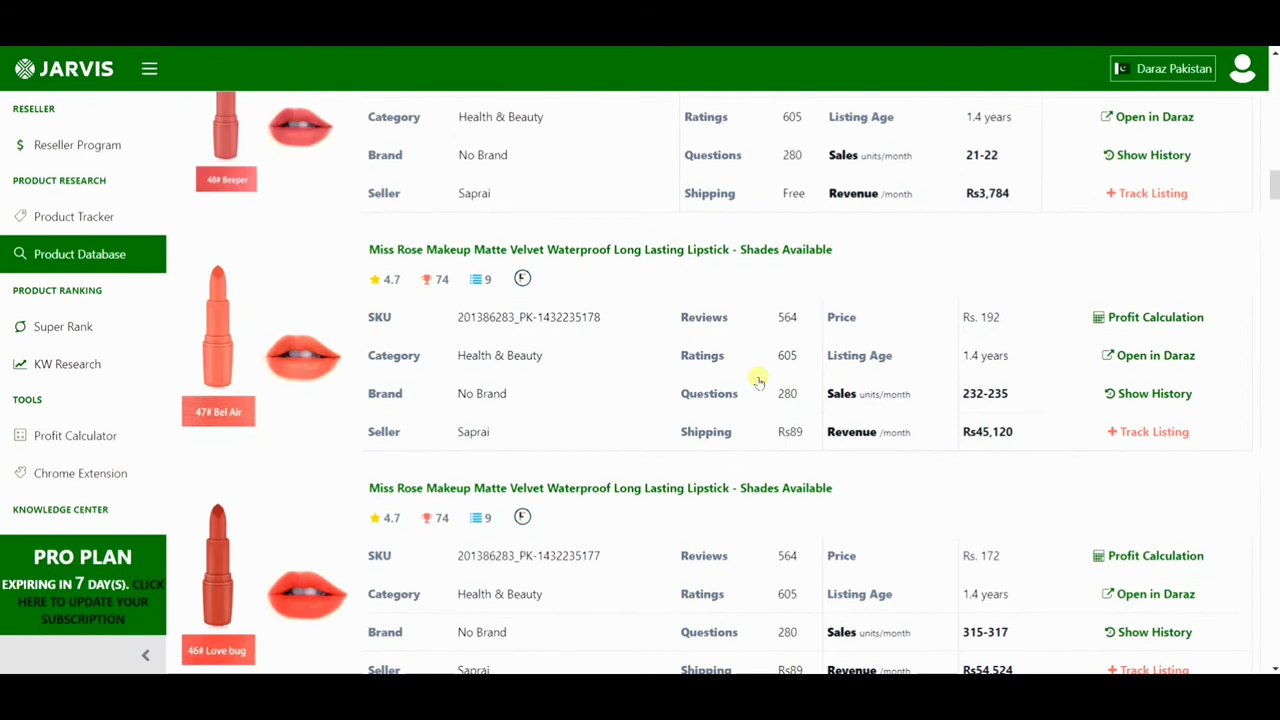 JARVIS
Daraz Pakistan
RESELLER
Reseller Program
PRODUCT RESEARCH
Product Tracker
Product Database
PRODUCT RANKING
Super Rank
KW Research
TOOLS
Profit Calculator
Chrome Extension
KNOWLEDGE CENTER
PRO PLAN
EXPIRING IN 7 DAY(S). CLICK
HERE TO UPDATE YOUR
SUBSCRIPTION
48# Beeper
Category Health & Beauty Ratings 605 Listing Age 1.4 years Open in Daraz
Brand No Brand Questions 280 Sales units/month 21-22 Show History
Seller Saprai Shipping Free Revenue /month Rs3,784 + Track Listing
Miss Rose Makeup Matte Velvet Waterproof Long Lasting Lipstick - Shades Available
4.7 74 9 F
SKU 201386283_PK-1432235178 Reviews 564 Price Rs. 192 Profit Calculation
Category Health & Beauty Ratings 605 Listing Age 1.4 years Open in Daraz
Brand No Brand Questions 280 Sales units/month 232-235 Show History
Seller Saprai Shipping Rs89 Revenue /month Rs45,120 + Track Listing
47# Bel Air
Miss Rose Makeup Matte Velvet Waterproof Long Lasting Lipstick - Shades Available
4.7 74 9 F
SKU 201386283_PK-1432235177 Reviews 564 Price Rs. 172 Profit Calculation
Category Health & Beauty Ratings 605 Listing Age 1.4 years Open in Daraz
Brand No Brand Questions 280 Sales units/month 315-317 Show History
Seller Saprai Shipping Rs89 Revenue /month Rs54,524 + Track Listing
46# Love bug